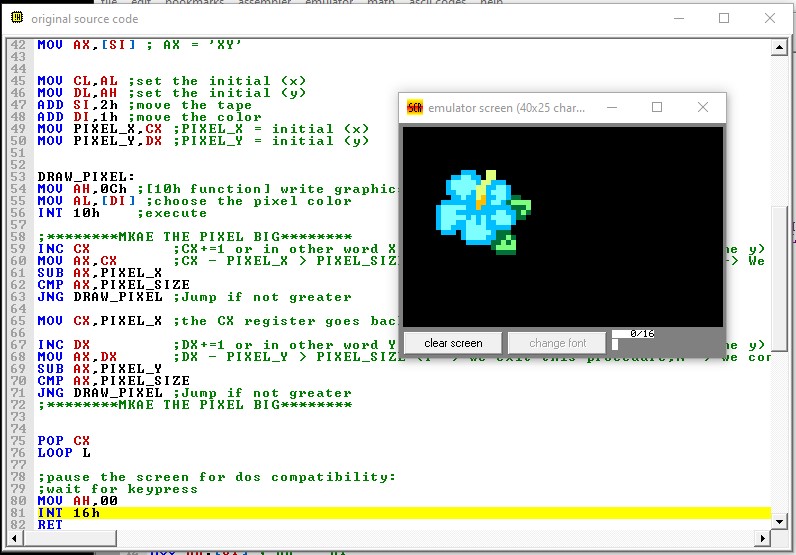 file edit bookmarks assembler emulator math ascii codes help
original source code
42 MOV AX,[SI] ; AX = 'XY'
43
44
45 MOV CL,AL ;set the initial (x)
46 MOV DL,AH ;set the initial (y)
47 ADD SI,2h ;move the tape
48 ADD DI,1h ;move the color
49 MOV PIXEL_X,CX ;PIXEL_X = initial (x)
50 MOV PIXEL_Y,DX ;PIXEL_Y = initial (y)
51
52
53 DRAW_PIXEL:
54 MOV AH,0Ch ;[10h function] write graphics
55 MOV AL,[DI] ;choose the pixel color
56 INT 10h ;execute
57
58 ;********MKAE THE PIXEL BIG********
59 INC CX ;CX+=1 or in other word X e y)
60 MOV AX,CX ;CX - PIXEL_X > PIXEL_SIZE -> We
61 SUB AX,PIXEL_X
62 CMP AX,PIXEL_SIZE
63 JNG DRAW_PIXEL ;Jump if not greater
64
65 MOV CX,PIXEL_X ;the CX register goes bac
66
67 INC DX ;DX+=1 or in other word Y e y)
68 MOV AX,DX ;DX - PIXEL_Y > PIXEL_SIZE (Y -> we exit this procedure,N -> we con
69 SUB AX,PIXEL_Y
70 CMP AX,PIXEL_SIZE
71 JNG DRAW_PIXEL ;Jump if not greater
72 ;********MKAE THE PIXEL BIG********
73
74
75 POP CX
76 LOOP L
77
78 ;pause the screen for dos compatibility:
79 ;wait for keypress
80 MOV AH,00
81 INT 16h
82 RET
SCR emulator screen (40x25 char...
clear screen
change font
0/16